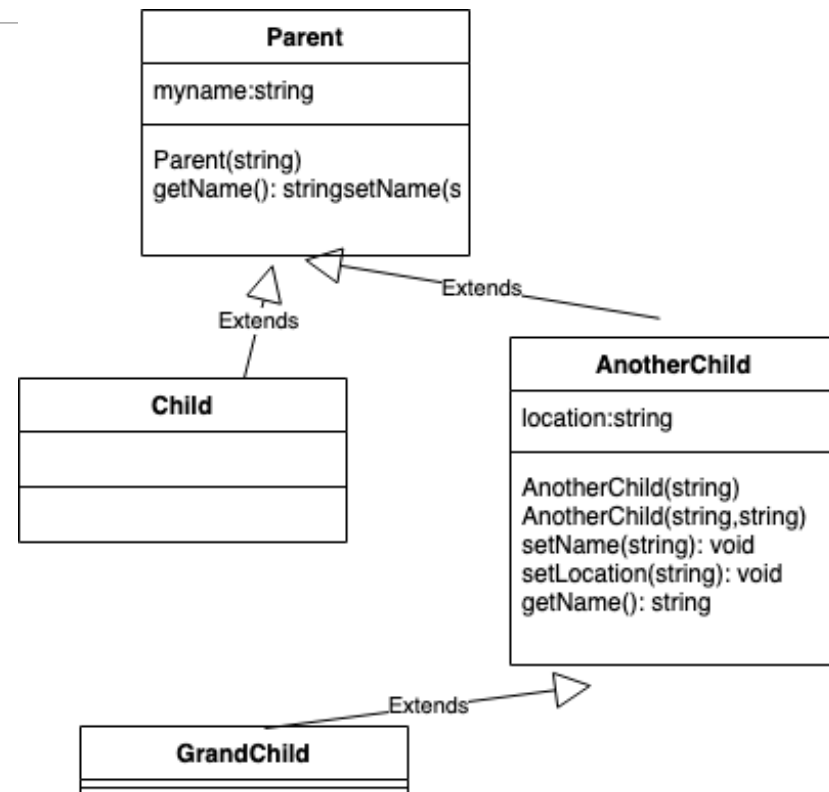 Parent
myname:string
Parent(string)
getName(): stringsetName(s
Extends
Extends
Child
AnotherChild
location:string
AnotherChild(string)
AnotherChild(string,string)
setName(string): void
setLocation(string): void
getName(): string
Extends
GrandChild